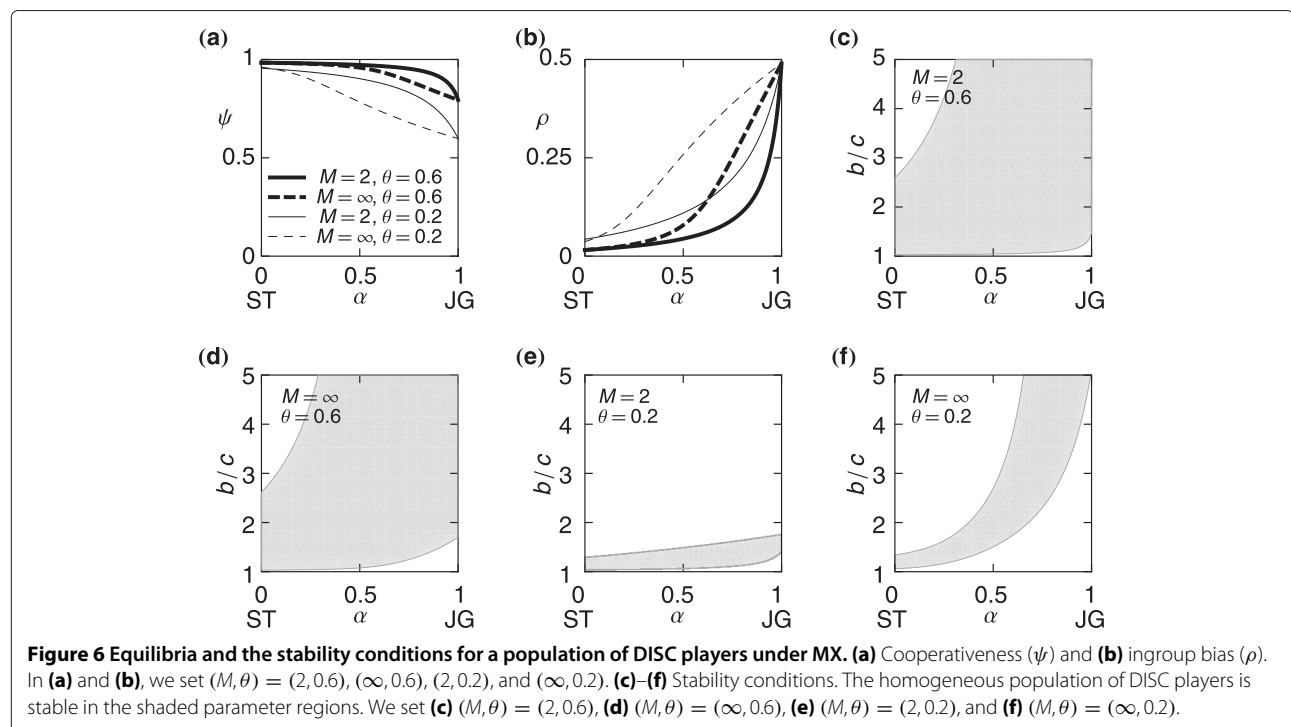 (a)
1
ψ
0.5
M = 2, θ = 0.6
M = ∞, θ = 0.6
M = 2, θ = 0.2
M = ∞, θ = 0.2
0
0 0.5 1
ST α JG
(b)
0.5
ρ
0.25
0
0 0.5 1
ST α JG
(c)
5
M = 2
θ = 0.6
4
b/c
3
2
1
0 0.5 1
ST α JG
(d)
5
M = ∞
θ = 0.6
4
b/c
3
2
1
0 0.5 1
ST α JG
(e)
5
M = 2
θ = 0.2
4
b/c
3
2
1
0 0.5 1
ST α JG
(f)
5
M = ∞
θ = 0.2
4
b/c
3
2
1
0 0.5 1
ST α JG
Figure 6 Equilibria and the stability conditions for a population of DISC players under MX. (a) Cooperativeness (ψ) and (b) ingroup bias (ρ).
In (a) and (b), we set (M, θ) = (2, 0.6), (∞, 0.6), (2, 0.2), and (∞, 0.2). (c)–(f) Stability conditions. The homogeneous population of DISC players is
stable in the shaded parameter regions. We set (c) (M, θ) = (2, 0.6), (d) (M, θ) = (∞, 0.6), (e) (M, θ) = (2, 0.2), and (f) (M, θ) = (∞, 0.2).